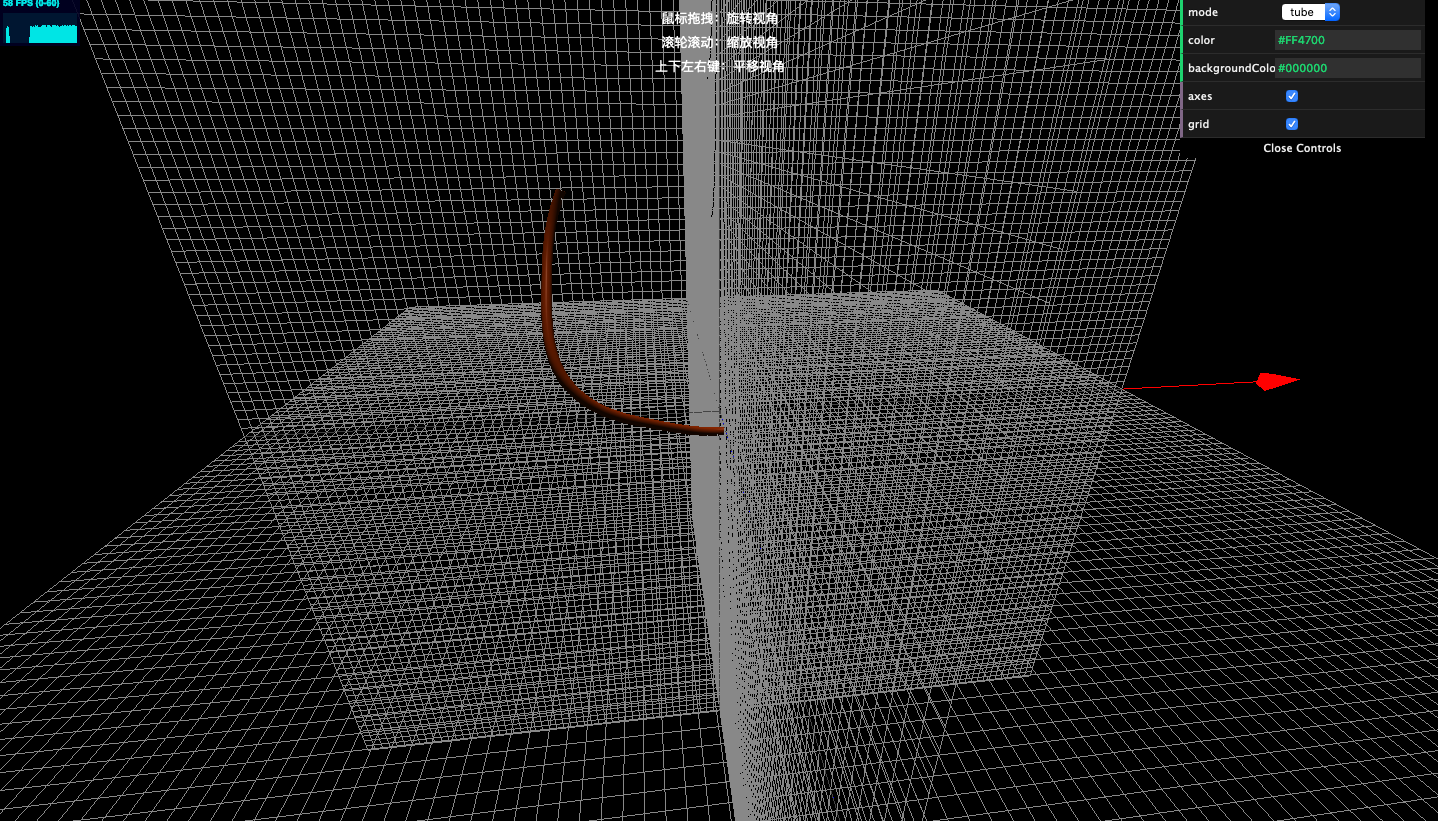 58 FPS (0-60)
鼠标拖拽：旋转视角
滚轮滚动：缩放视角
上下左右键：平移视角
mode
tube
color
#FF4700
backgroundColo
#000000
axes
grid
Close Controls